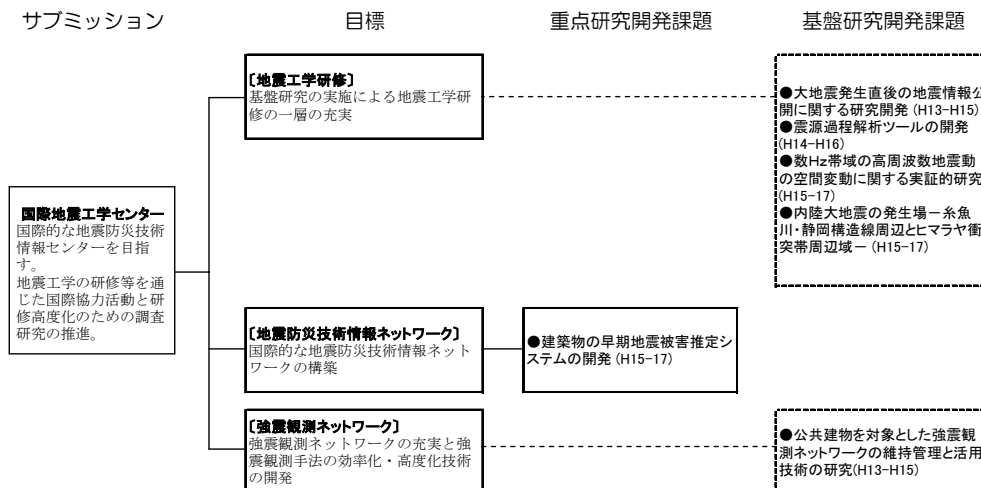 サブミッション
目標
重点研究開発課題
基盤研究開発課題
国際地震工学センター
国際的な地震防災技術
情報センターを目指
す。
地震工学の研修等を通
じた国際協力活動と研
修高度化のための調査
研究の推進。
〔地震工学研修〕
基盤研究の実施による地震工学研
修の一層の充実
●大地震発生直後の地震情報公
開に関する研究開発 (H13-H15)
●震源過程解析ツールの開発
(H14-H16)
●数Hz帯域の高周波数地震動
の空間変動に関する実証的研究
(H15-17)
●内陸大地震の発生場－糸魚
川・静岡構造線周辺とヒマラヤ衝
突帯周辺域－ (H15-17)
〔地震防災技術情報ネットワーク〕
国際的な地震防災技術情報ネット
ワークの構築
●建築物の早期地震被害推定シ
ステムの開発 (H15-17)
〔強震観測ネットワーク〕
強震観測ネットワークの充実と強
震観測手法の効率化・高度化技術
の開発
●公共建物を対象とした強震観
測ネットワークの維持管理と活用
技術の研究(H13-H15)